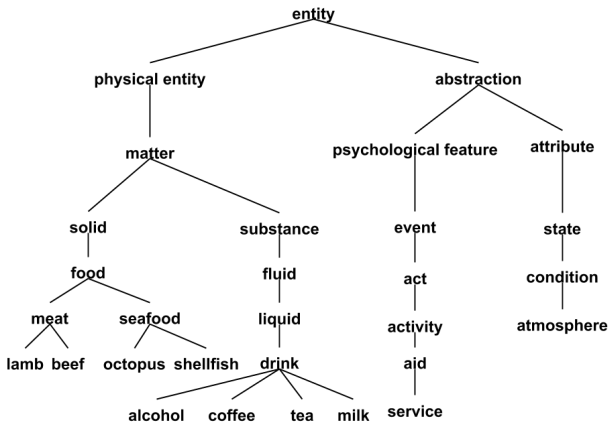 entity
physical entity abstraction
matter psychological feature attribute
solid substance event state
food fluid act condition
meat seafood liquid activity atmosphere
lamb beef octopus shellfish drink aid
alcohol coffee tea milk service